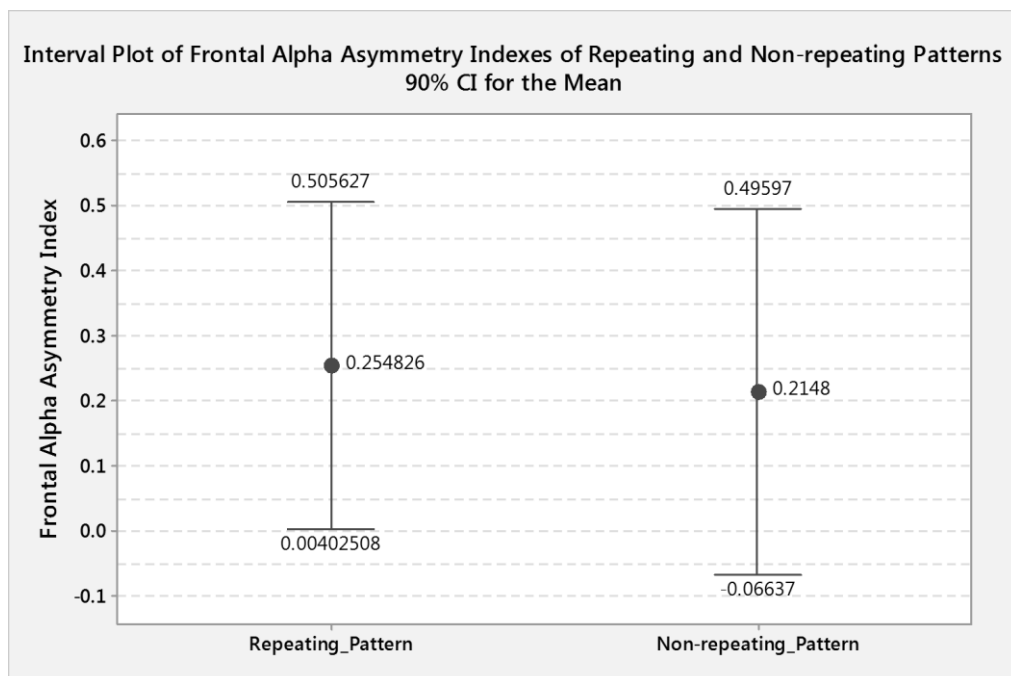 Interval Plot of Frontal Alpha Asymmetry Indexes of Repeating and Non-repeating Patterns
90% CI for the Mean
Frontal Alpha Asymmetry Index
0.6
0.5
0.4
0.3
0.2
0.1
0.0
-0.1
0.505627
0.254826
0.00402508
0.49597
0.2148
-0.06637
Repeating_Pattern
Non-repeating_Pattern